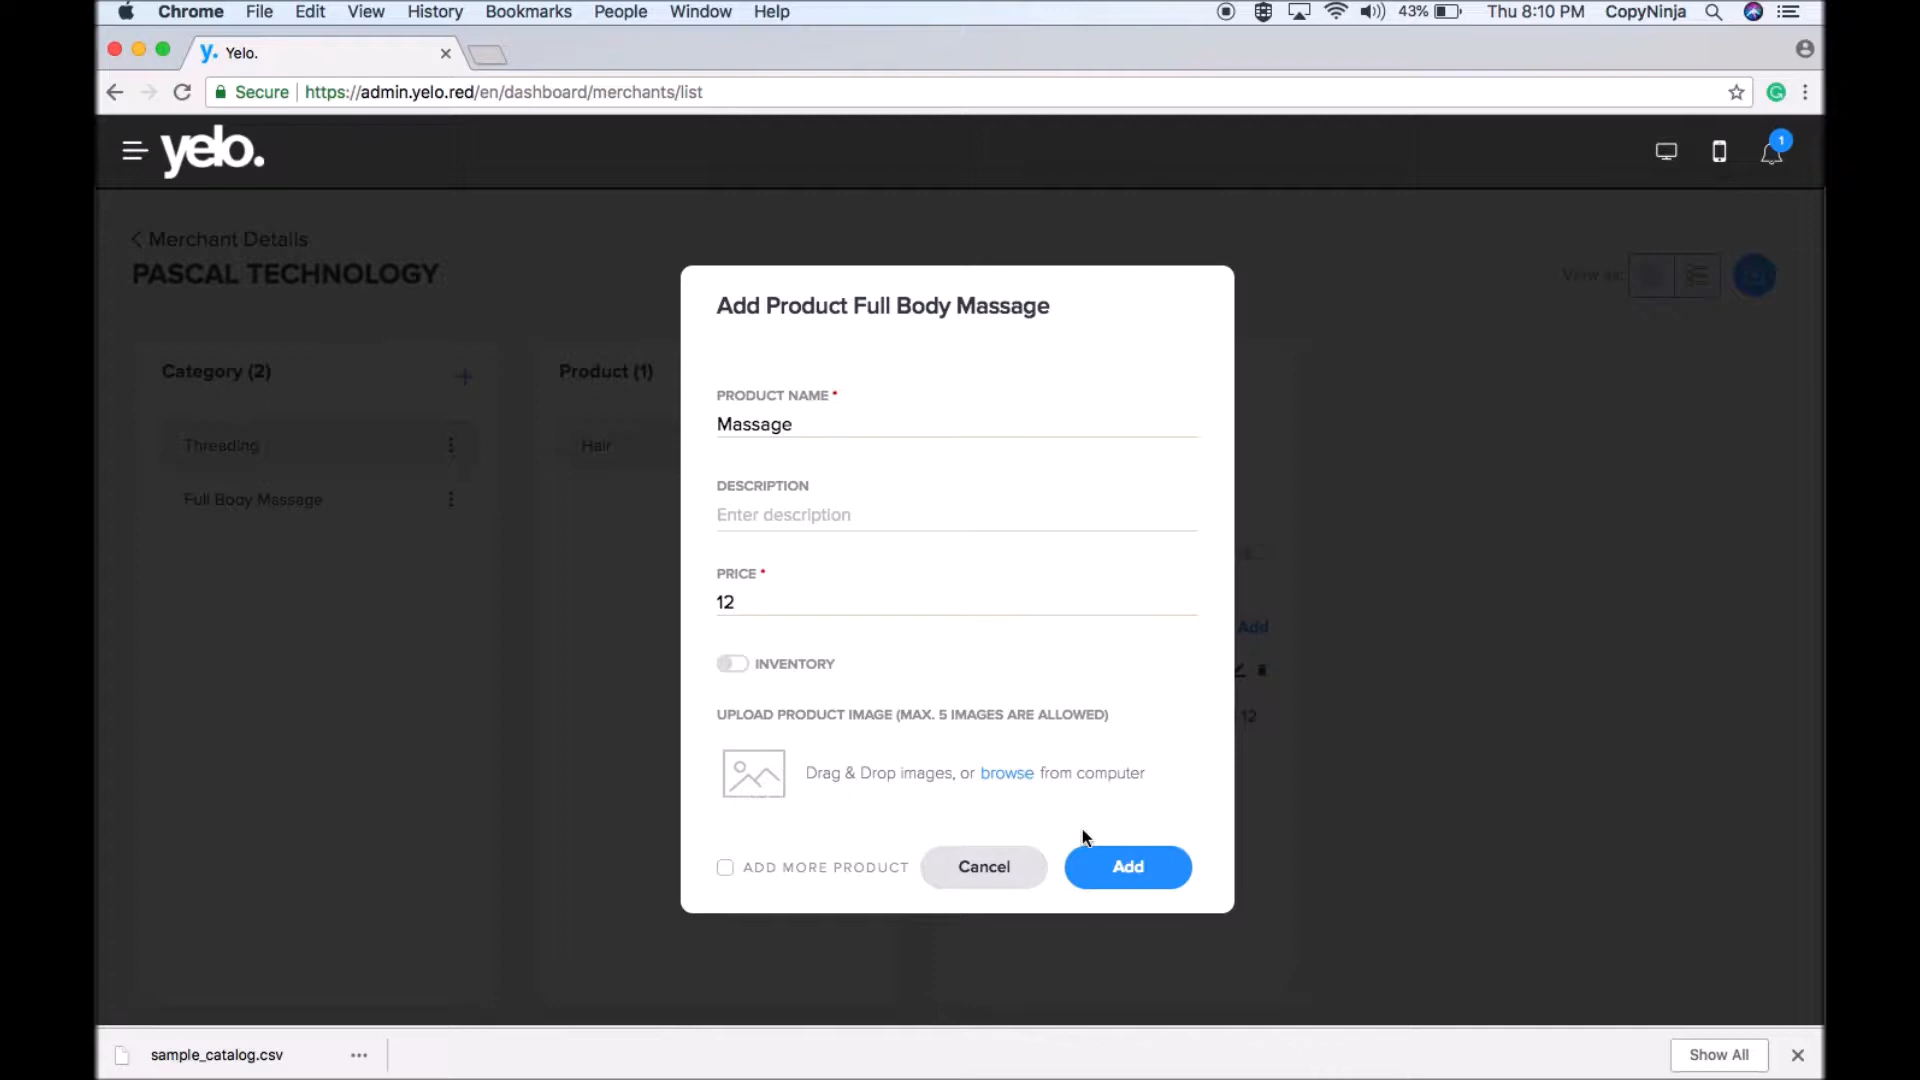 Chrome File Edit View History Bookmarks People Window Help 43% Thu 8:10 PM CopyNinja
y. Yelo.
Secure https://admin.yelo.red/en/dashboard/merchants/list
yelo. 1
Merchant Details
PASCAL TECHNOLOGY
View as:
Category (2) +
Threading
Full Body Massage
Product (1)
Hair
Add Product Full Body Massage
PRODUCT NAME *
Massage
DESCRIPTION
Enter description
PRICE *
12
INVENTORY
UPLOAD PRODUCT IMAGE (MAX. 5 IMAGES ARE ALLOWED)
Drag & Drop images, or browse from computer
ADD MORE PRODUCT Cancel Add
Add
12
sample_catalog.csv Show All